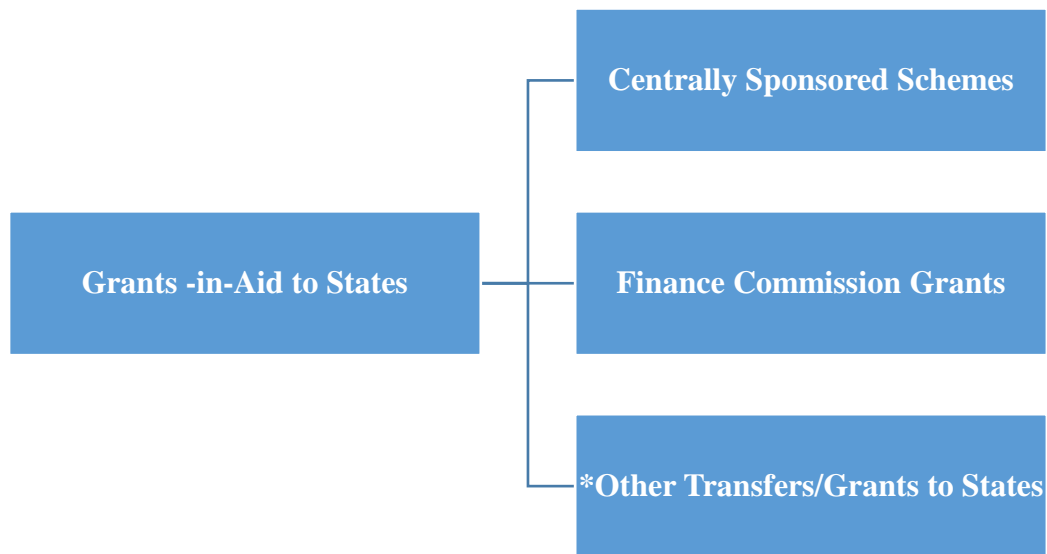 Centrally Sponsored Schemes
Grants -in-Aid to States
Finance Commission Grants
*Other Transfers/Grants to States